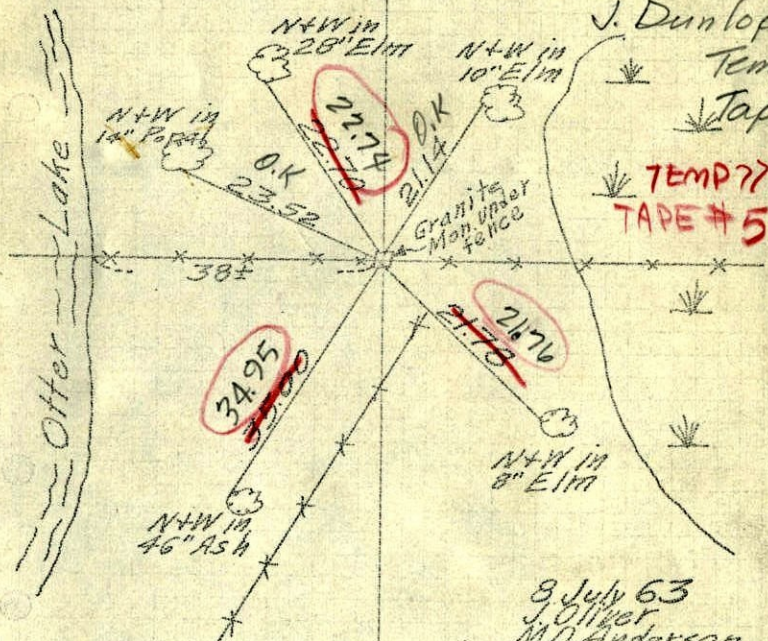 J. Dunlop
Tem
Tap
TEMP 77
TAPE # 5
N+W in
28" Elm
N+W in
10" Elm
N+W in
14" Popal
22.74
22.70
O.K
21.14
O.K
23.52
Granite
Mon. under
fence
Otter Lake
38±
21.76
21.70
34.95
35.00
N+W in
8" Elm
N+W in
46" Ash
8 July 63
J. Oliver
M.D. Anderson